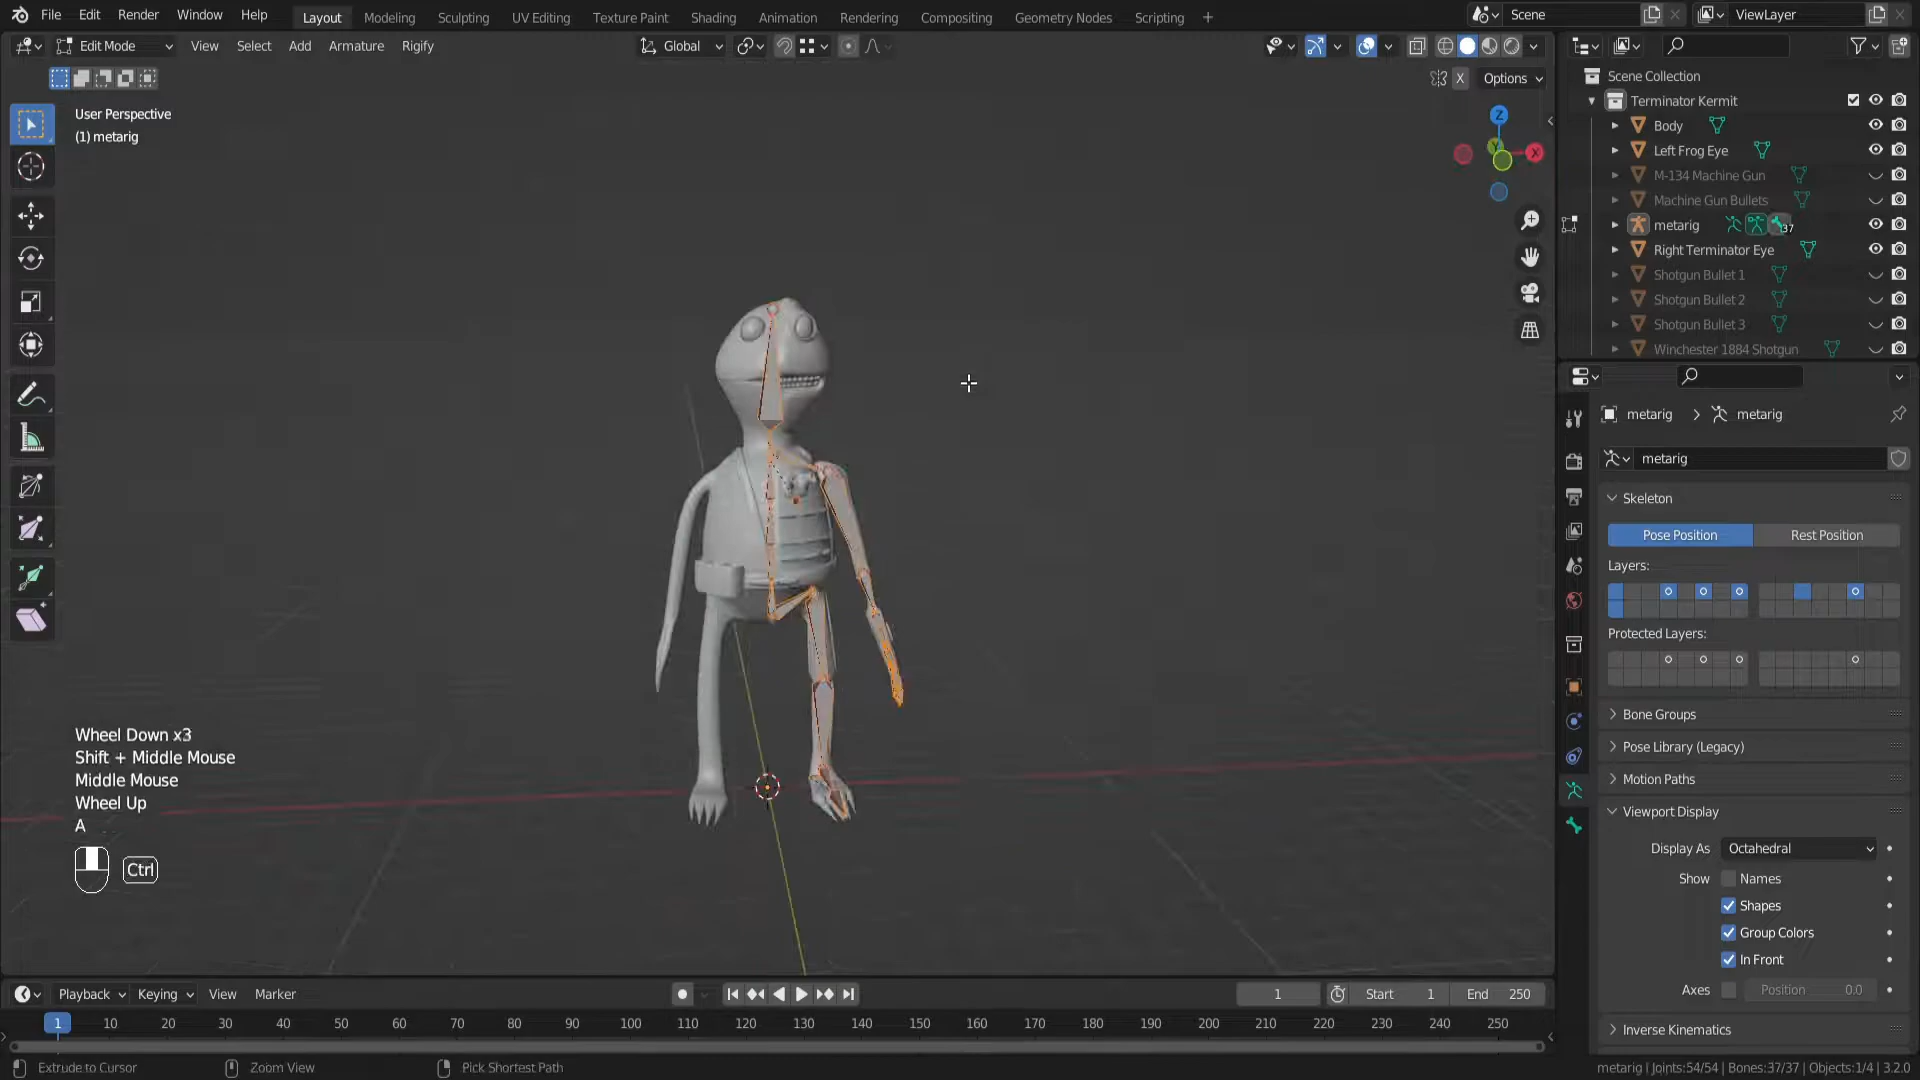 File Edit Render Window Help Layout Modeling Sculpting UV Editing Texture Paint Shading Animation Rendering Compositing Geometry Nodes Scripting + Scene ViewLayer
Edit Mode View Select Add Armature Rigify Global
X Options
User Perspective
(1) metarig
Z
Y
X
Scene Collection
Terminator Kermit
Body
Left Frog Eye
M-134 Machine Gun
Machine Gun Bullets
metarig 37
Right Terminator Eye
Shotgun Bullet 1
Shotgun Bullet 2
Shotgun Bullet 3
Winchester 1884 Shotgun
metarig > metarig
metarig
Skeleton
Pose Position Rest Position
Layers:
Protected Layers:
Bone Groups
Pose Library (Legacy)
Motion Paths
Viewport Display
Display As Octahedral
Show Names
Shapes
Group Colors
In Front
Axes Position 0.0
Inverse Kinematics
Wheel Down x3
Shift + Middle Mouse
Middle Mouse
Wheel Up
A
Ctrl
Playback Keying View Marker 1 Start 1 End 250
1 10 20 30 40 50 60 70 80 90 100 110 120 130 140 150 160 170 180 190 200 210 220 230 240 250
Extrude to Cursor Zoom View Pick Shortest Path metarig | Joints:54/54 | Bones:37/37 | Objects:1/4 | 3.2.0